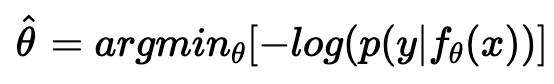 θ̂ = argmin_θ[−log(p(y|f_θ(x))]